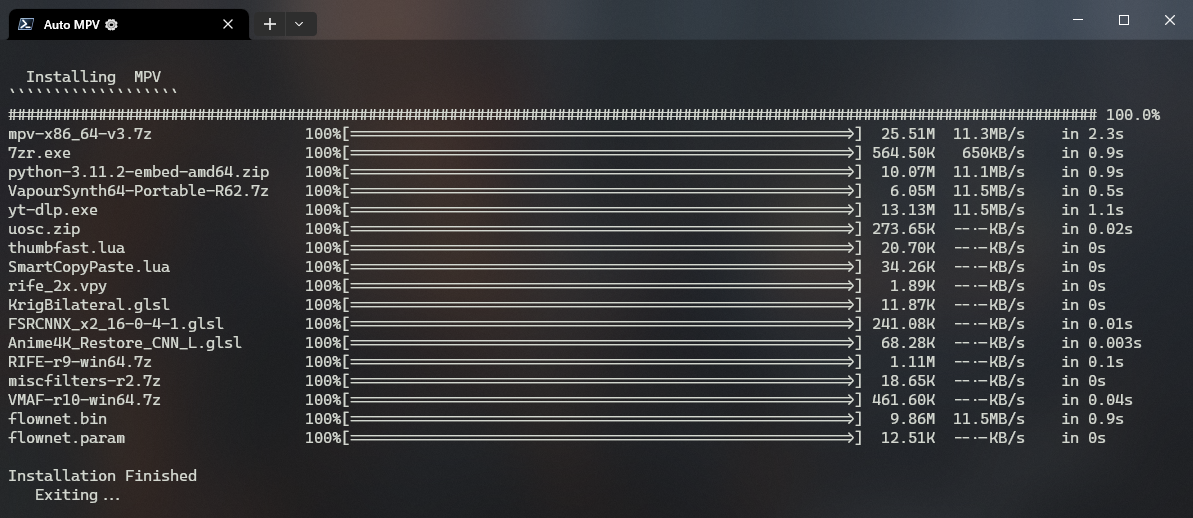 Auto MPV ⚙
Installing MPV
```````````````````
######################################################################################################################### 100.0%
mpv-x86_64-v3.7z 100%[========================================================>] 25.51M 11.3MB/s in 2.3s
7zr.exe 100%[========================================================>] 564.50K 650KB/s in 0.9s
python-3.11.2-embed-amd64.zip 100%[========================================================>] 10.07M 11.1MB/s in 0.9s
VapourSynth64-Portable-R62.7z 100%[========================================================>] 6.05M 11.5MB/s in 0.5s
yt-dlp.exe 100%[========================================================>] 13.13M 11.5MB/s in 1.1s
uosc.zip 100%[========================================================>] 273.65K --.-KB/s in 0.02s
thumbfast.lua 100%[========================================================>] 20.70K --.-KB/s in 0s
SmartCopyPaste.lua 100%[========================================================>] 34.26K --.-KB/s in 0s
rife_2x.vpy 100%[========================================================>] 1.89K --.-KB/s in 0s
KrigBilateral.glsl 100%[========================================================>] 11.87K --.-KB/s in 0s
FSRCNNX_x2_16-0-4-1.glsl 100%[========================================================>] 241.08K --.-KB/s in 0.01s
Anime4K_Restore_CNN_L.glsl 100%[========================================================>] 68.28K --.-KB/s in 0.003s
RIFE-r9-win64.7z 100%[========================================================>] 1.11M --.-KB/s in 0.1s
miscfilters-r2.7z 100%[========================================================>] 18.65K --.-KB/s in 0s
VMAF-r10-win64.7z 100%[========================================================>] 461.60K --.-KB/s in 0.04s
flownet.bin 100%[========================================================>] 9.86M 11.5MB/s in 0.9s
flownet.param 100%[========================================================>] 12.51K --.-KB/s in 0s
Installation Finished
Exiting...